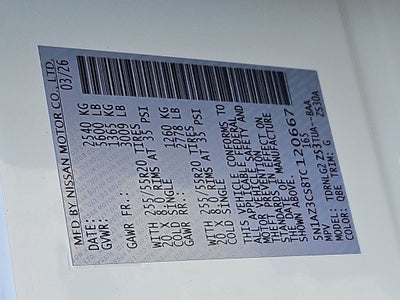 MFD BY NISSAN MOTOR CO., LTD.
DATE: 03/26
GVWR: 2540 KG
5600 LB
GAWR FR.: 1365 KG
3009 LB
WITH 255/55R20 TIRES
20 X 8.0 RIMS AT 35 PSI
COLD SINGLE
GAWR RR.: 1260 KG
2778 LB
WITH 255/55R20 TIRES
20 X 8.0 RIMS AT 35 PSI
COLD SINGLE
THIS VEHICLE CONFORMS TO
ALL APPLICABLE FEDERAL
MOTOR VEHICLE SAFETY AND
THEFT PREVENTION
STANDARDS IN EFFECT ON
THE DATE OF MANUFACTURE
SHOWN ABOVE.
5N1AZ3CS8TC120667
MPV
MODEL:
COLOR: QBE TRIM: G